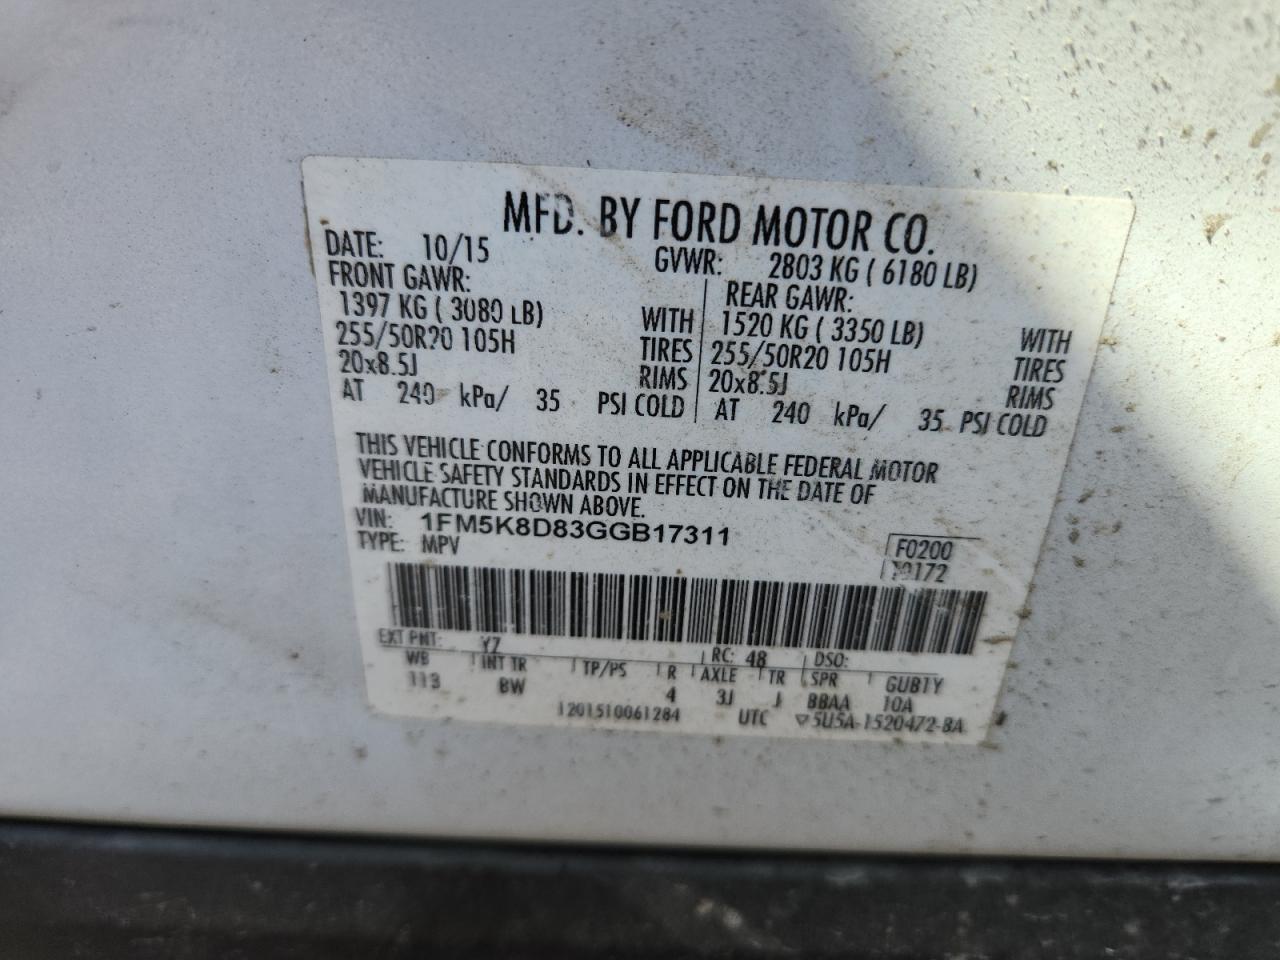 MFD. BY FORD MOTOR CO.
DATE: 10/15 GVWR: 2803 KG ( 6180 LB)
FRONT GAWR: REAR GAWR:
1397 KG ( 3080 LB) WITH 1520 KG ( 3350 LB) WITH
255/50R20 105H TIRES 255/50R20 105H TIRES
20x8.5J RIMS 20x8.5J RIMS
AT 240 kPa/ 35 PSI COLD AT 240 kPa/ 35 PSI COLD
THIS VEHICLE CONFORMS TO ALL APPLICABLE FEDERAL MOTOR
VEHICLE SAFETY STANDARDS IN EFFECT ON THE DATE OF
MANUFACTURE SHOWN ABOVE.
VIN: 1FM5K8D83GGB17311
TYPE: MPV
F0200
EXT PNT: YZ RC: 48 DSO:
WB INT TR TP/PS R AXLE TR SPR GUB1Y
113 BW 4 3J J BBAA 10A
1201510061284 UTC ▽5U5A-1520472-BA